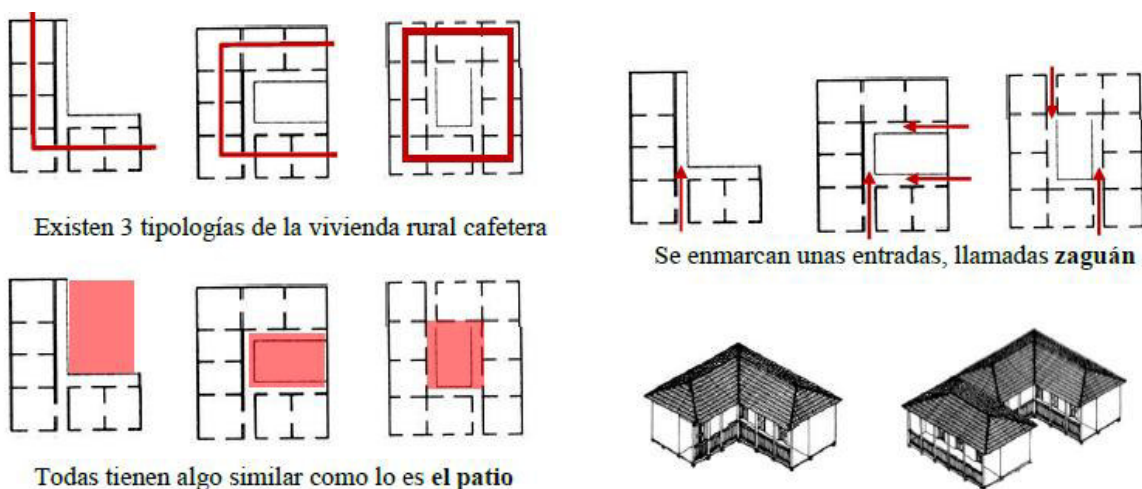 Existen 3 tipologías de la vivienda rural cafetera
Se enmarcan unas entradas, llamadas zaguán
Todas tienen algo similar como lo es el patio